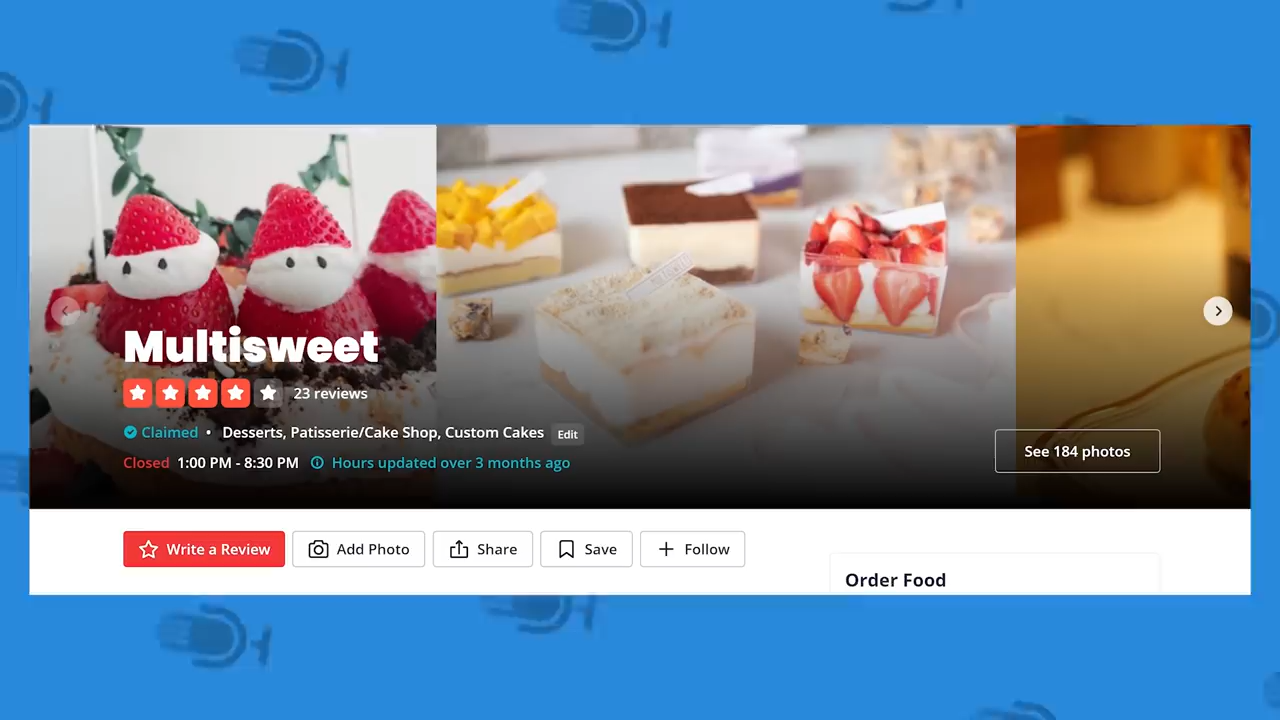 Multisweet
23 reviews
Claimed • Desserts, Patisserie/Cake Shop, Custom Cakes Edit
Closed 1:00 PM - 8:30 PM Hours updated over 3 months ago
See 184 photos
Write a Review Add Photo Share Save Follow
Order Food